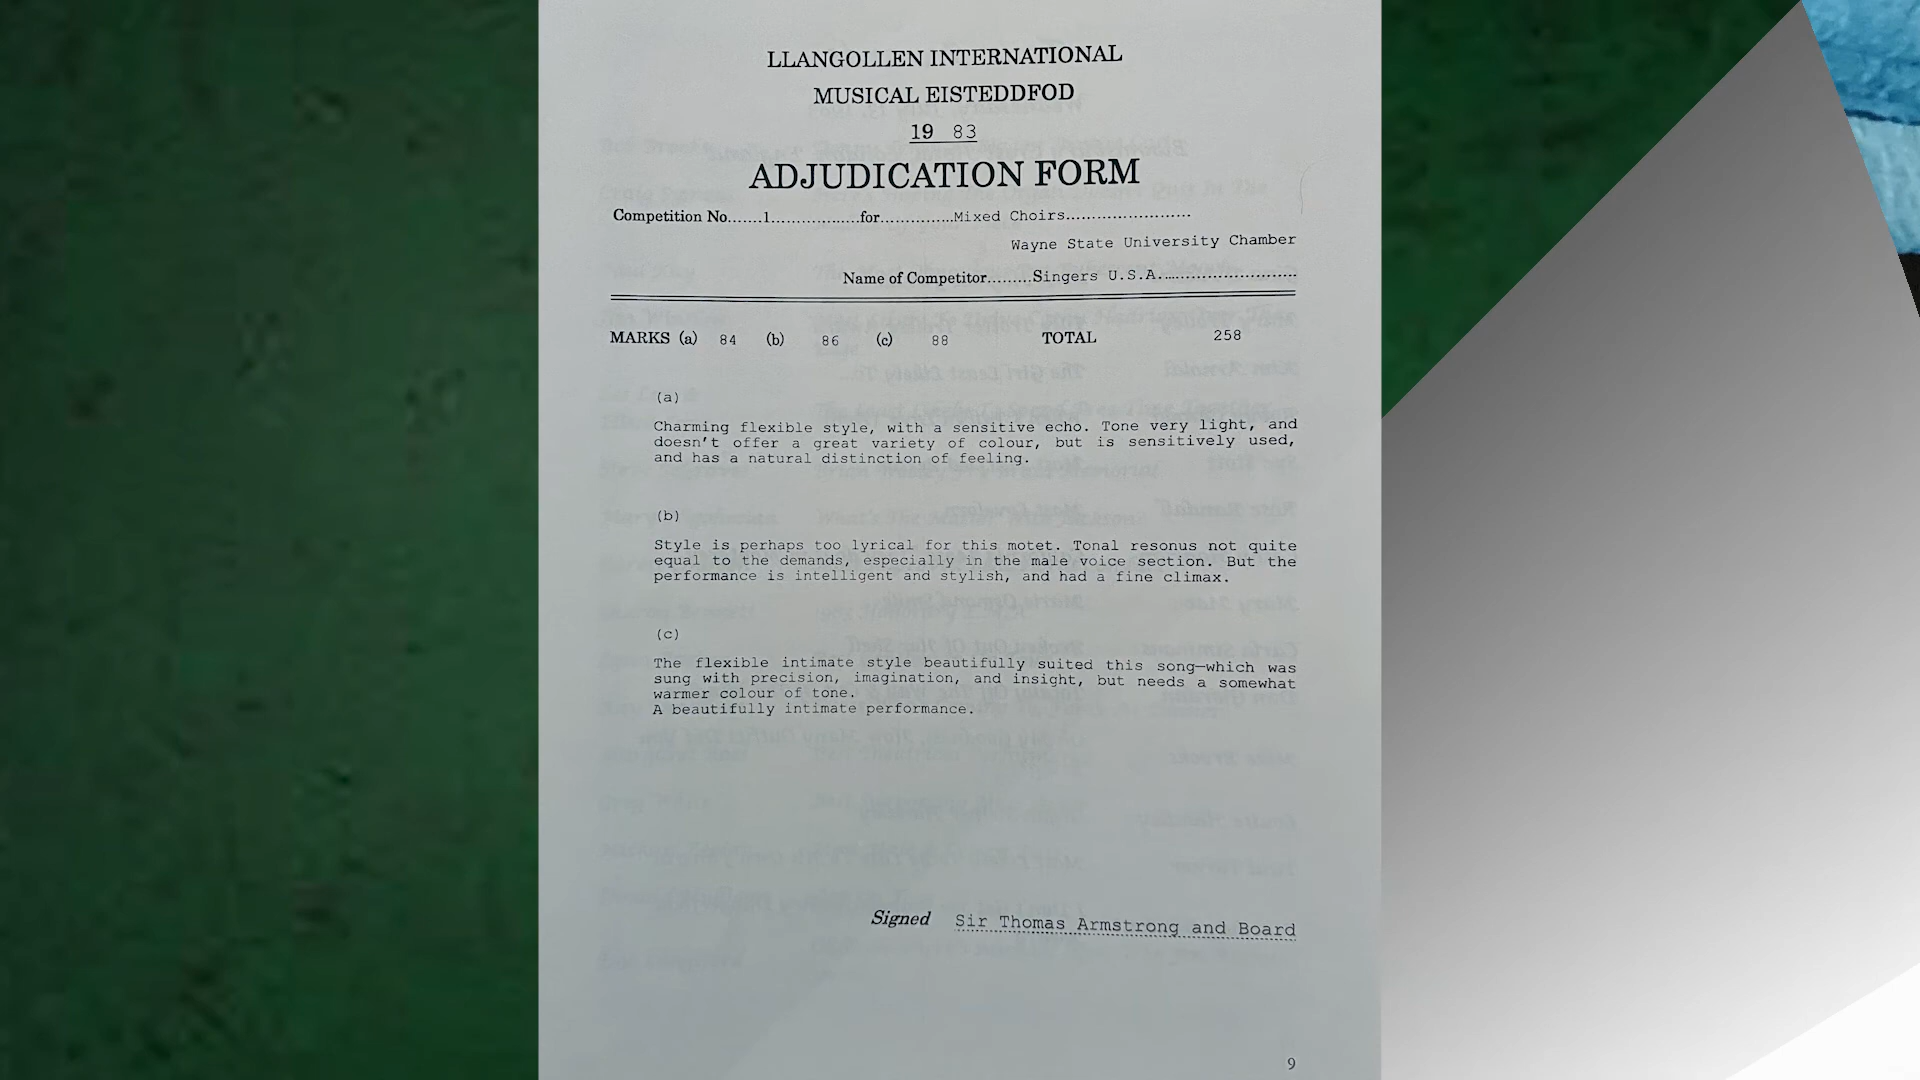 LLANGOLLEN INTERNATIONAL
MUSICAL EISTEDDFOD
19 83
ADJUDICATION FORM
Competition No.......1.................for..............Mixed Choirs........................
Wayne State University Chamber
Name of Competitor.........Singers U.S.A..............................
MARKS (a) 84 (b) 86 (c) 88 TOTAL 258
(a)
Charming flexible style, with a sensitive echo. Tone very light, and
doesn't offer a great variety of colour, but is sensitively used,
and has a natural distinction of feeling.
(b)
Style is perhaps too lyrical for this motet. Tonal resonus not quite
equal to the demands, especially in the male voice section. But the
performance is intelligent and stylish, and had a fine climax.
(c)
The flexible intimate style beautifully suited this song—which was
sung with precision, imagination, and insight, but needs a somewhat
warmer colour of tone.
A beautifully intimate performance.
Signed Sir Thomas Armstrong and Board
9